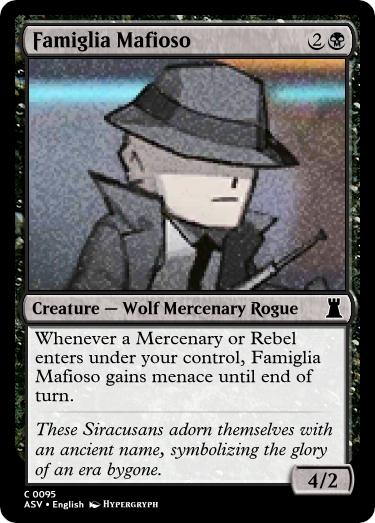 Famiglia Mafioso 2
Creature — Wolf Mercenary Rogue
Whenever a Mercenary or Rebel
enters under your control, Famiglia
Mafioso gains menace until end of
turn.
These Siracusans adorn themselves with
an ancient name, symbolizing the glory
of an era bygone.
4/2
C 0095
ASV • English HYPERGRYPH